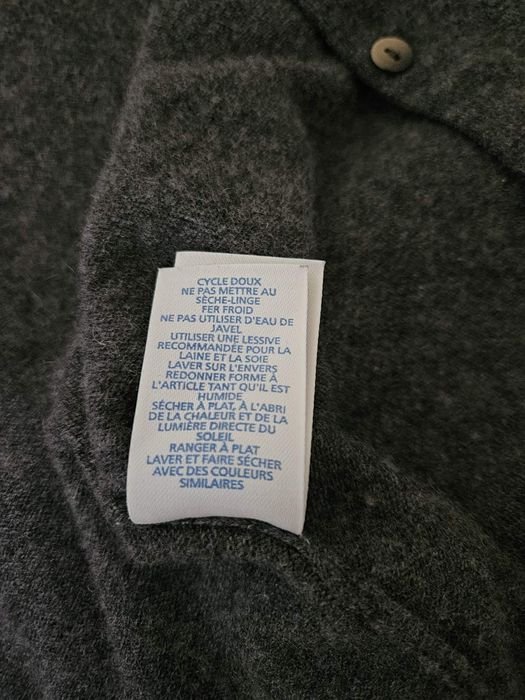 CYCLE DOUX
NE PAS METTRE AU
SÈCHE-LINGE
FER FROID
NE PAS UTILISER D'EAU DE
JAVEL
UTILISER UNE LESSIVE
RECOMMANDÉE POUR LA
LAINE ET LA SOIE
LAVER SUR L'ENVERS
REDONNER FORME À
L'ARTICLE TANT QU'IL EST
HUMIDE
SÉCHER À PLAT, À L'ABRI
DE LA CHALEUR ET DE LA
LUMIÈRE DIRECTE DU
SOLEIL
RANGER À PLAT
LAVER ET FAIRE SÉCHER
AVEC DES COULEURS
SIMILAIRES